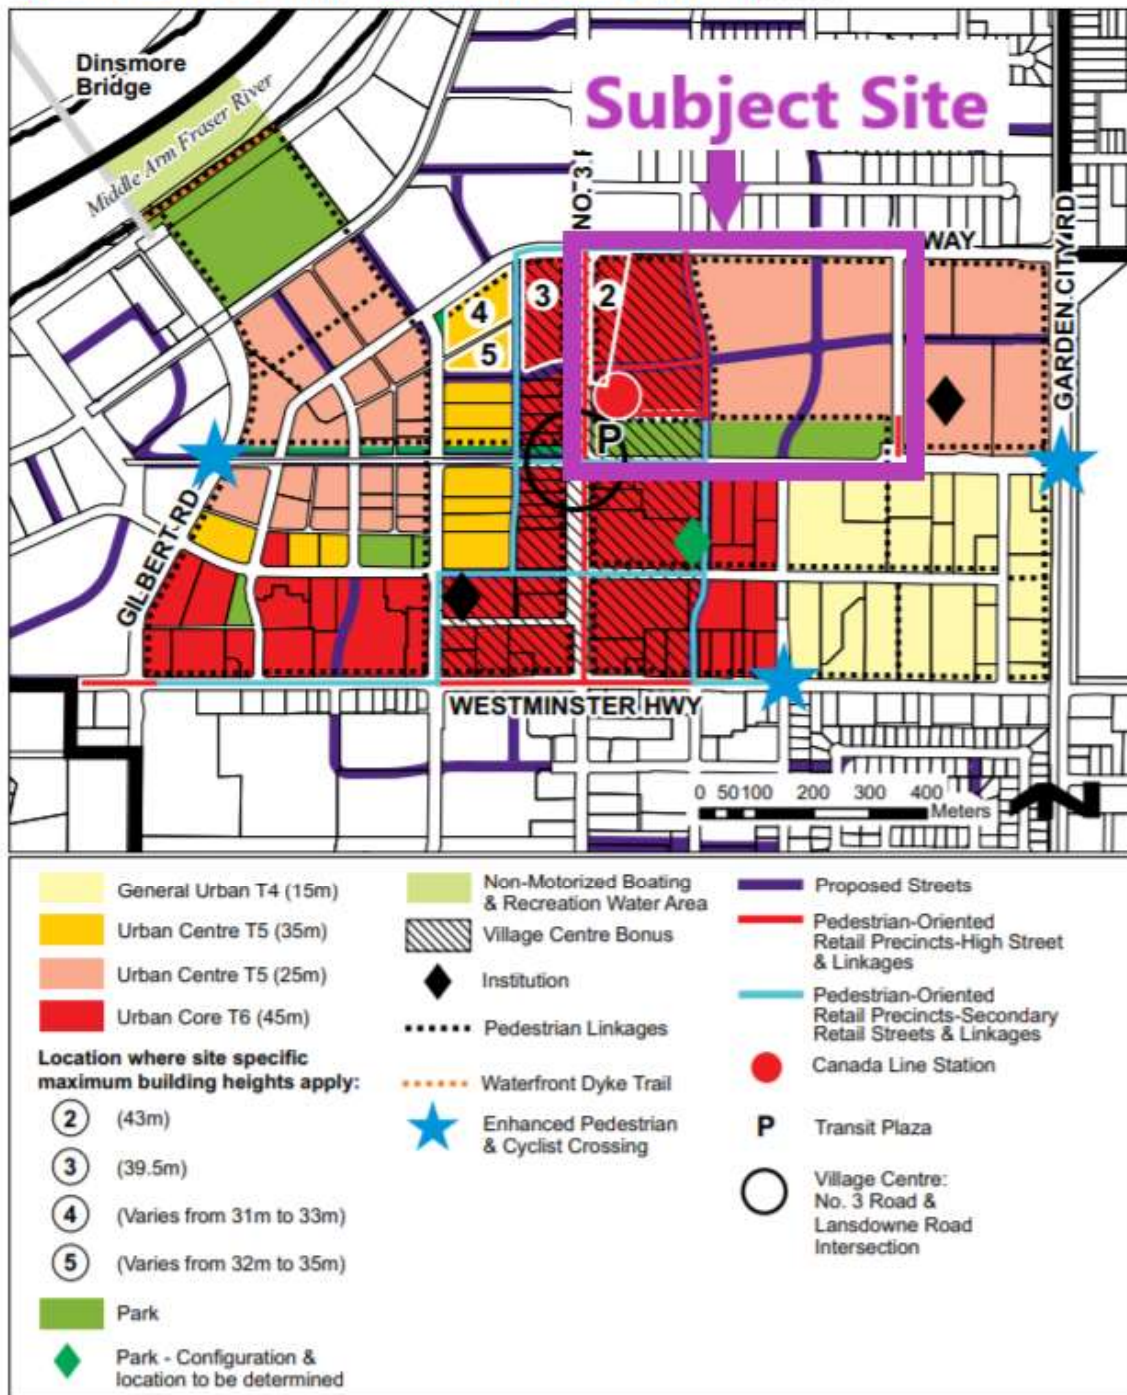 Dinsmore
Bridge
Middle Arm Fraser River
Subject Site
NO. 3 R
WAY
GARDEN CITY RD
4
3
2
5
P
GILBERT RD
WESTMINSTER HWY
0 50 100 200 300 400
Meters
General Urban T4 (15m)
Urban Centre T5 (35m)
Urban Centre T5 (25m)
Urban Core T6 (45m)
Location where site specific
maximum building heights apply:
2 (43m)
3 (39.5m)
4 (Varies from 31m to 33m)
5 (Varies from 32m to 35m)
Park
Park - Configuration &
location to be determined
Non-Motorized Boating
& Recreation Water Area
Village Centre Bonus
Institution
Pedestrian Linkages
Waterfront Dyke Trail
Enhanced Pedestrian
& Cyclist Crossing
Proposed Streets
Pedestrian-Oriented
Retail Precincts-High Street
& Linkages
Pedestrian-Oriented
Retail Precincts-Secondary
Retail Streets & Linkages
Canada Line Station
P Transit Plaza
Village Centre:
No. 3 Road &
Lansdowne Road
Intersection